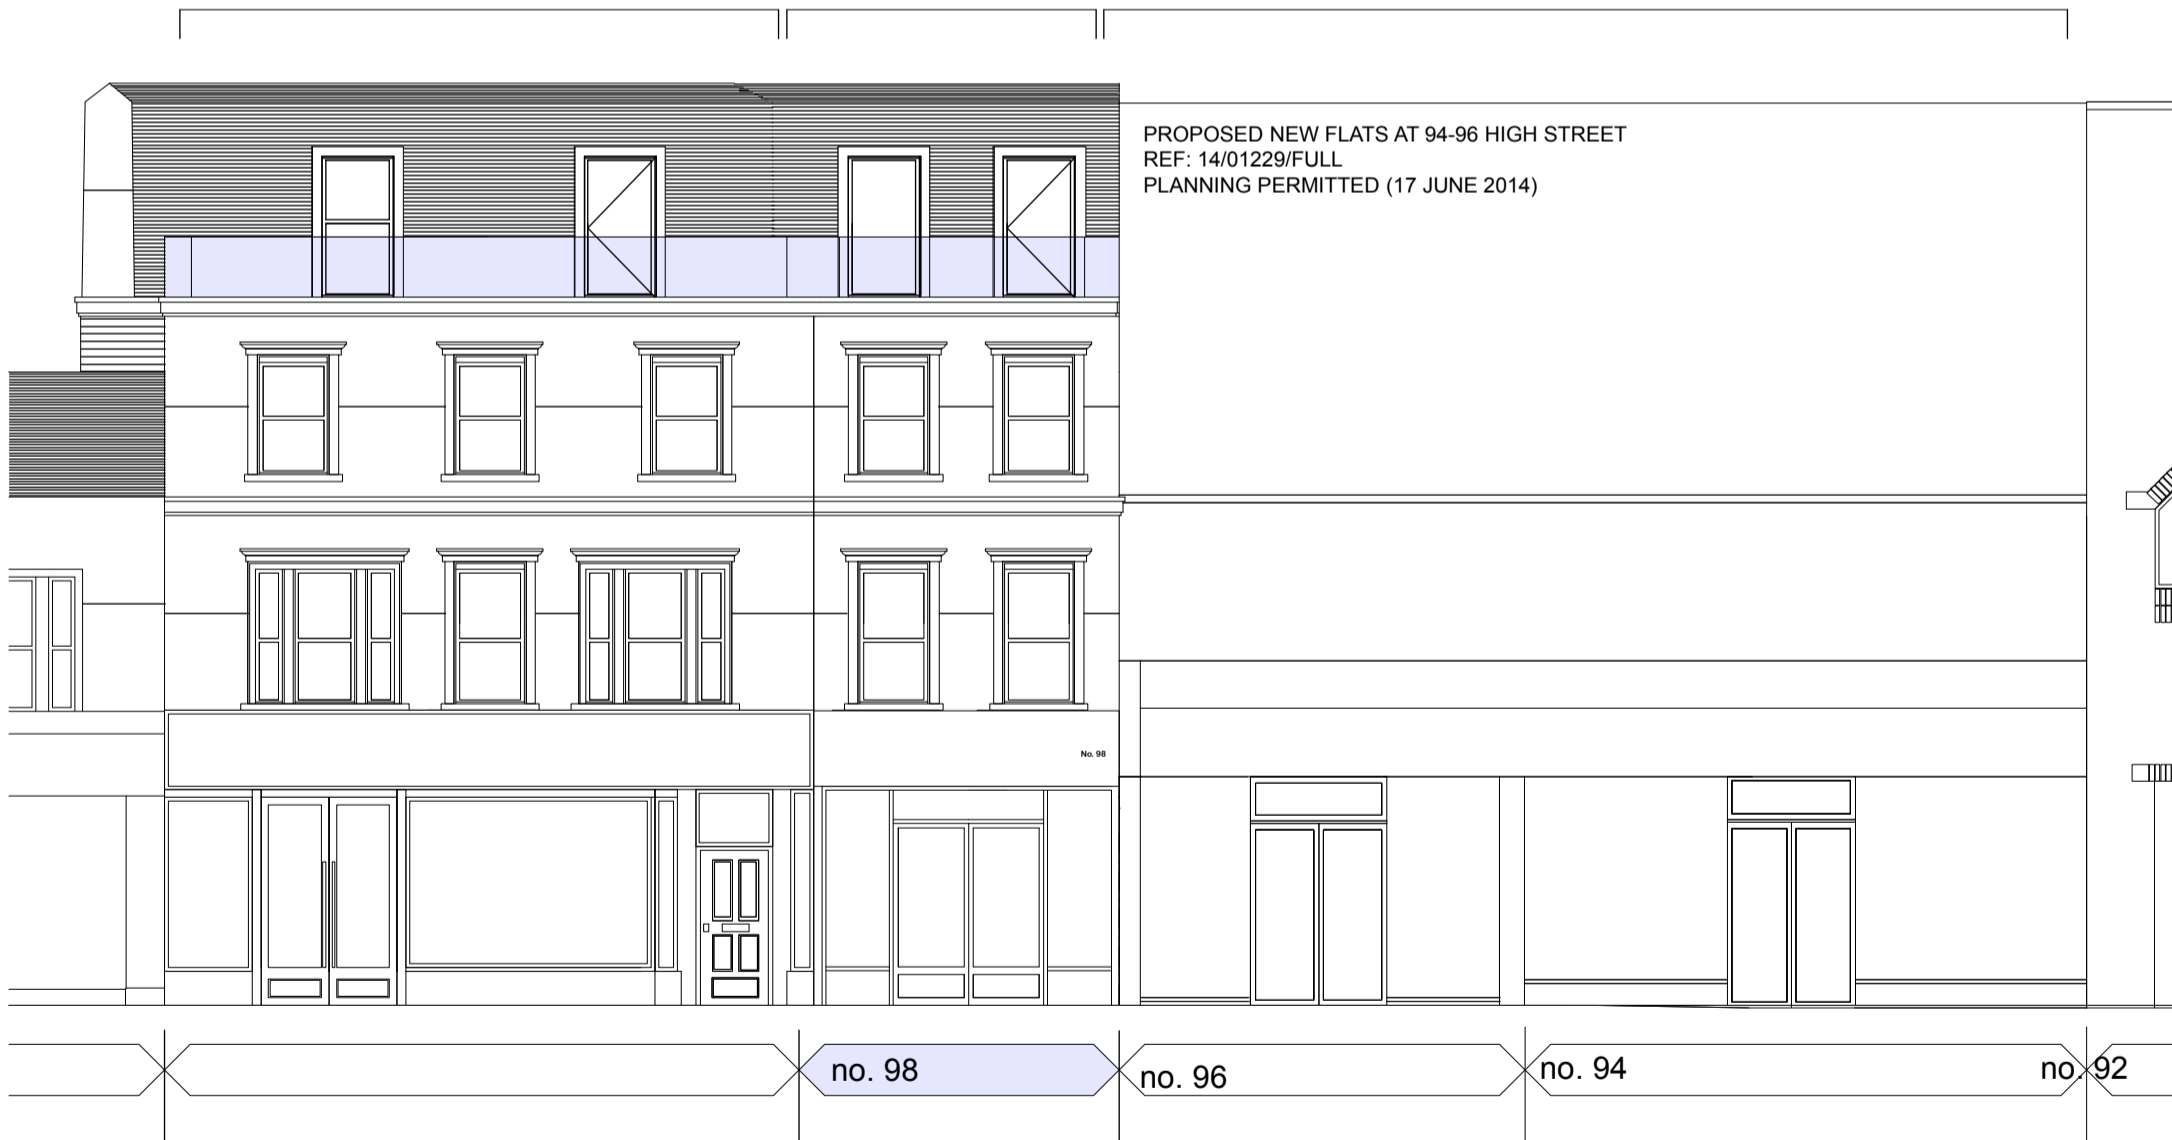 PROPOSED NEW FLATS AT 94-96 HIGH STREET
REF: 14/01229/FULL
PLANNING PERMITTED (17 JUNE 2014)
No. 98
no. 98
no. 96
no. 94
no. 92